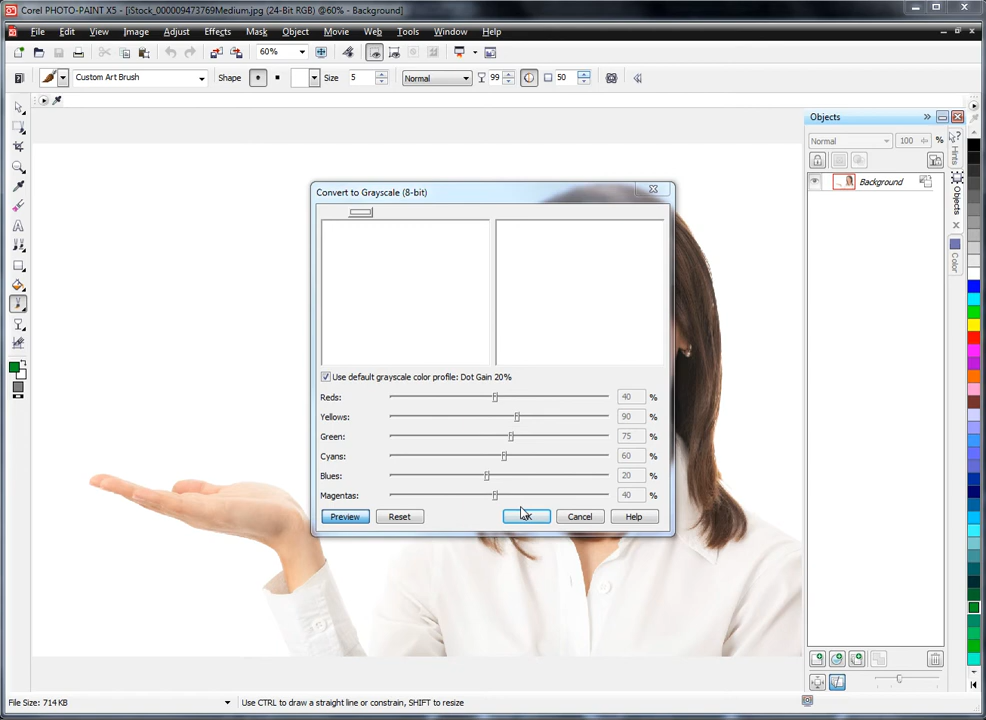 Corel PHOTO-PAINT X5 - [iStock_000009473769Medium.jpg (24-Bit RGB) @60% - Background]
File Edit View Image Adjust Effects Mask Object Movie Web Tools Window Help
60%
Custom Art Brush Shape Size 5 Normal 99 50
Objects
Normal 100 %
Background
Hints
Objects
Color
Convert to Grayscale (8-bit)
Use default grayscale color profile: Dot Gain 20%
Reds: 40 %
Yellows: 90 %
Green: 75 %
Cyans: 60 %
Blues: 20 %
Magentas: 40 %
Preview Reset OK Cancel Help
File Size: 714 KB Use CTRL to draw a straight line or constrain, SHIFT to resize